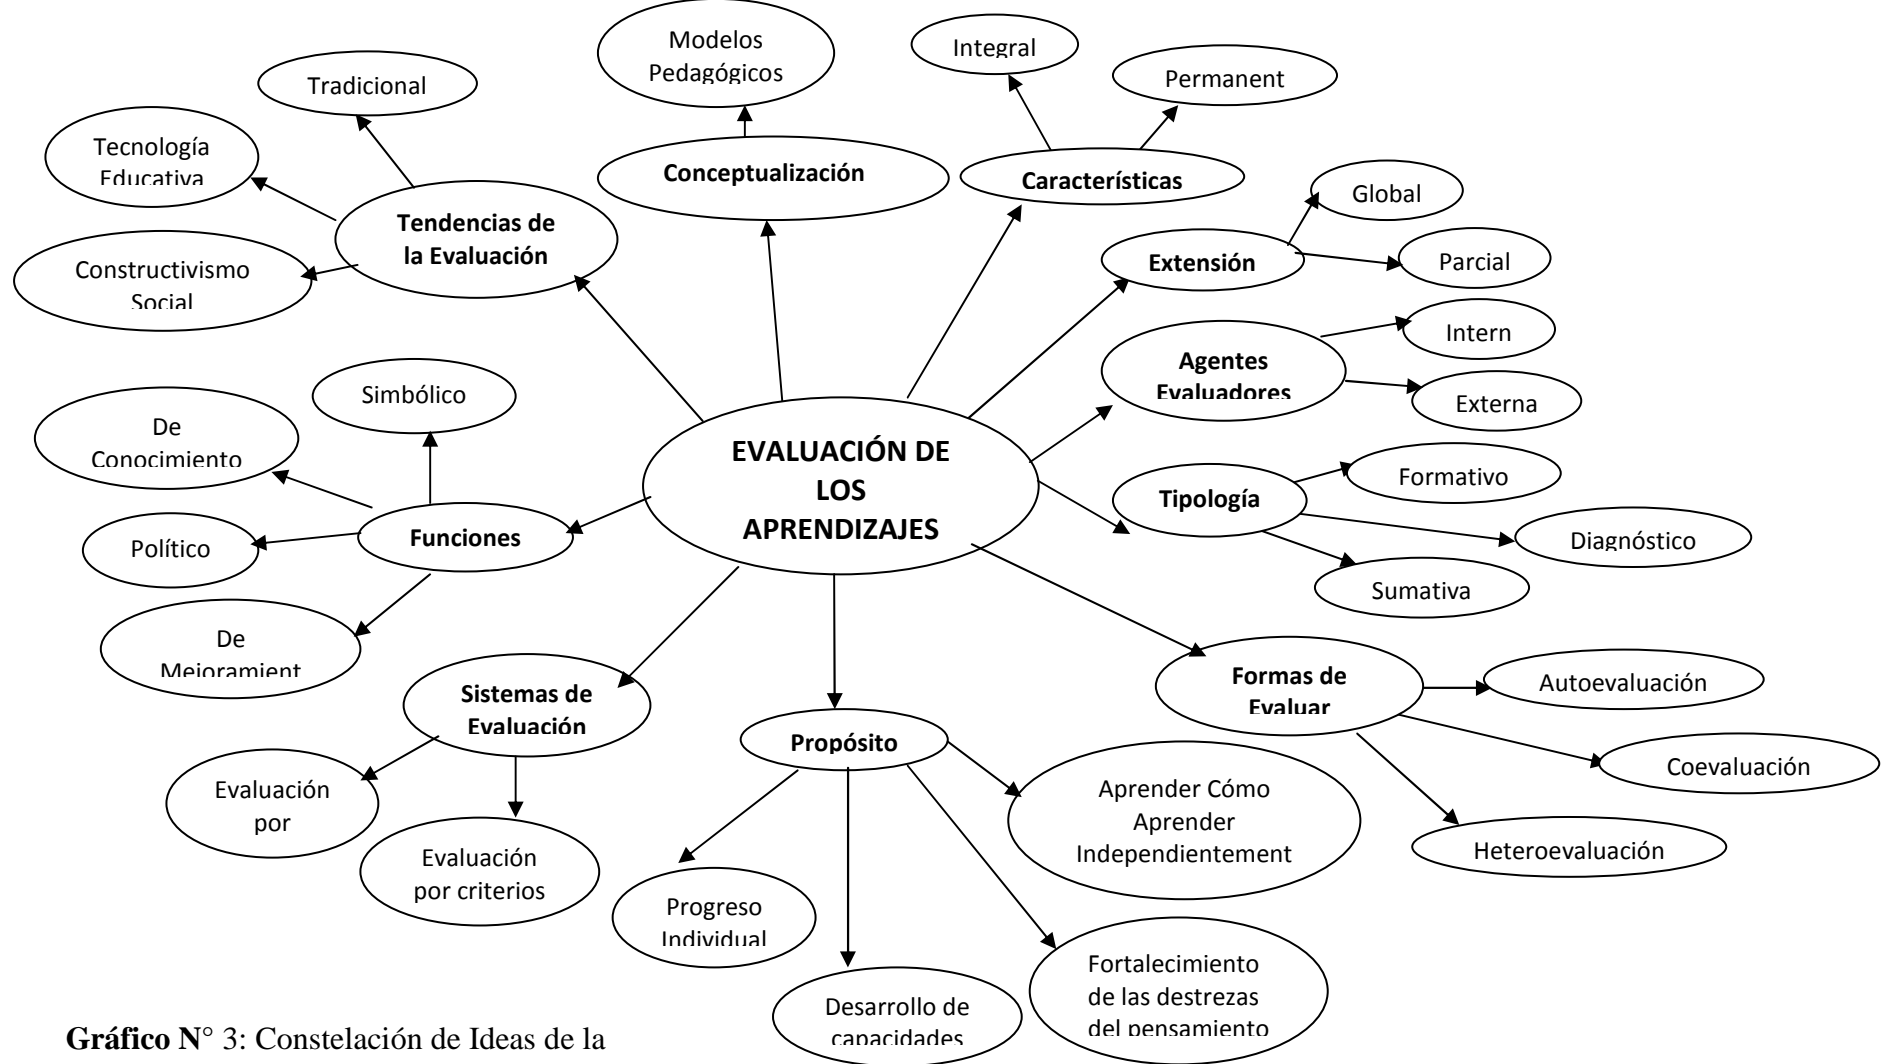 Modelos
Pedagógicos
Integral
Permanent
Tradicional
Tecnología
Educativa
Constructivismo
Social
Tendencias de
la Evaluación
Conceptualización
Características
Global
Extensión
Parcial
Agentes
Evaluadores
Intern
Externa
Simbólico
De
Conocimiento
Político
Funciones
De
Mejoramient
EVALUACIÓN DE
LOS
APRENDIZAJES
Tipología
Formativo
Diagnóstico
Sumativa
Sistemas de
Evaluación
Evaluación
por
Evaluación
por criterios
Propósito
Progreso
Individual
Desarrollo de
capacidades
Aprender Cómo
Aprender
Independientement
Fortalecimiento
de las destrezas
del pensamiento
Formas de
Evaluar
Autoevaluación
Coevaluación
Heteroevaluación
Gráfico N° 3: Constelación de Ideas de la